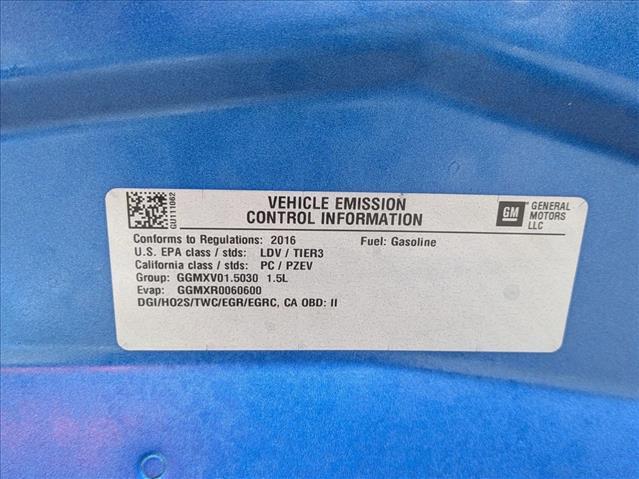 GU111062
VEHICLE EMISSION
CONTROL INFORMATION
GM
GENERAL
MOTORS
LLC
Conforms to Regulations: 2016 Fuel: Gasoline
U.S. EPA class / stds: LDV / TIER3
California class / stds: PC / PZEV
Group: GGMXV01.5030 1.5L
Evap: GGMXR0060600
DGI/HO2S/TWC/EGR/EGRC, CA OBD: II